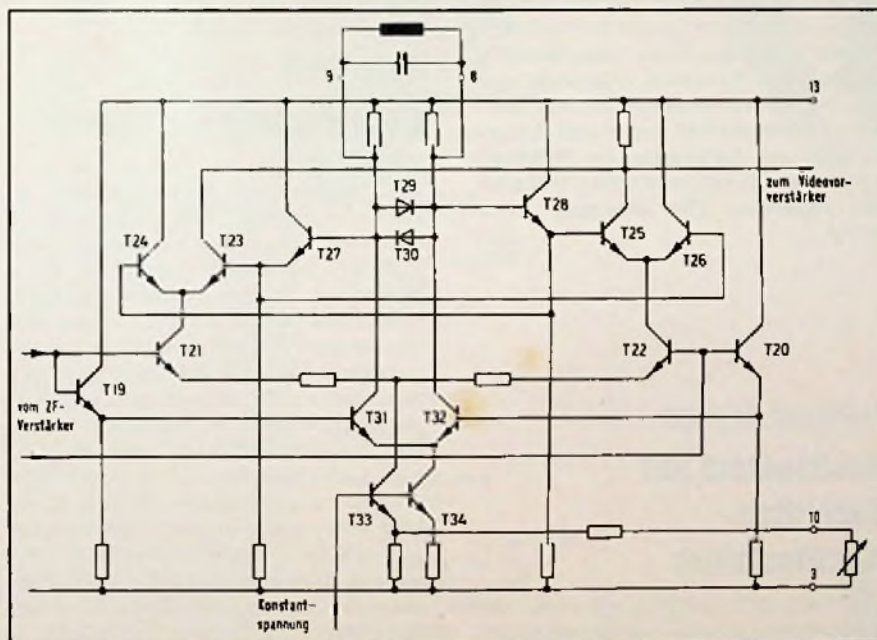 9
8
13
T29
zum Videovor-
verstärker
T28
T24
T23
T27
T30
T25
T26
T21
T22
T20
T19
vom ZF-
Verstärker
T31
T32
T33
T34
10
3
Konstant-
spannung